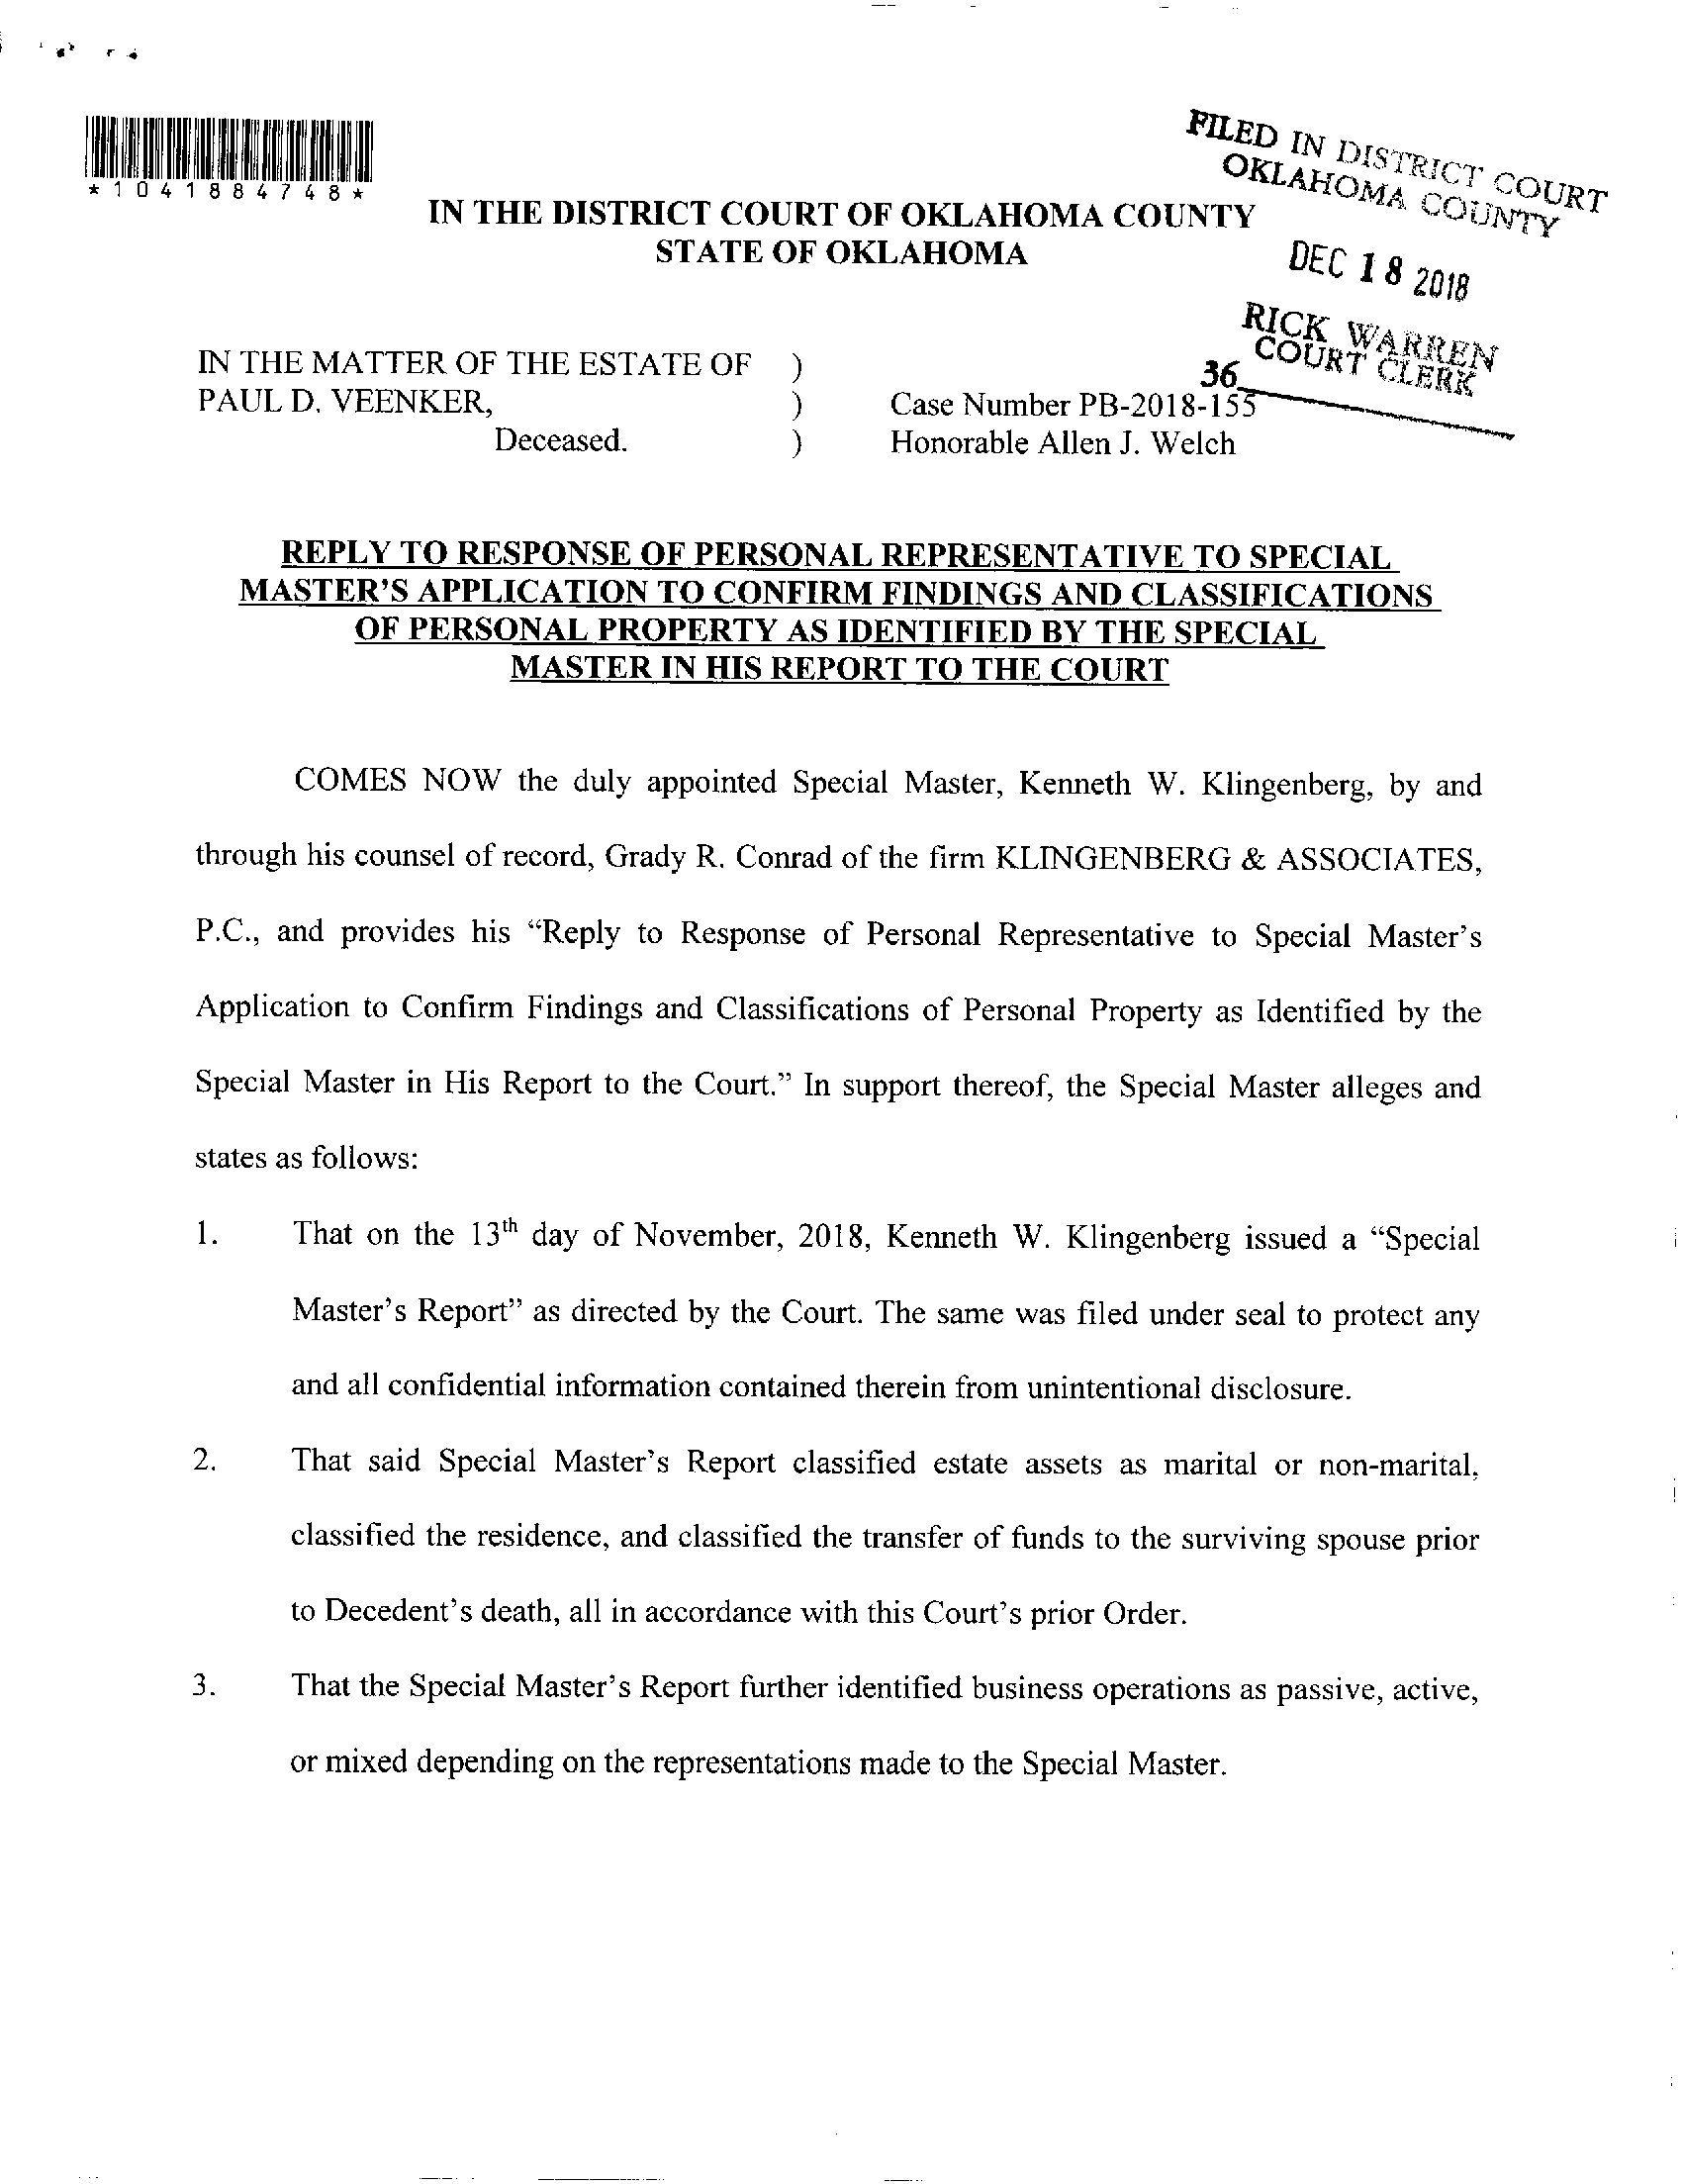 *1041884748*
FILED IN DISTRICT COURT
OKLAHOMA COUNTY
DEC 18 2018
RICK WARREN
COURT CLERK
36
IN THE DISTRICT COURT OF OKLAHOMA COUNTY
STATE OF OKLAHOMA
IN THE MATTER OF THE ESTATE OF )
PAUL D. VEENKER, ) Case Number PB-2018-155
Deceased. ) Honorable Allen J. Welch
REPLY TO RESPONSE OF PERSONAL REPRESENTATIVE TO SPECIAL
MASTER'S APPLICATION TO CONFIRM FINDINGS AND CLASSIFICATIONS
OF PERSONAL PROPERTY AS IDENTIFIED BY THE SPECIAL
MASTER IN HIS REPORT TO THE COURT
COMES NOW the duly appointed Special Master, Kenneth W. Klingenberg, by and
through his counsel of record, Grady R. Conrad of the firm KLINGENBERG & ASSOCIATES,
P.C., and provides his “Reply to Response of Personal Representative to Special Master’s
Application to Confirm Findings and Classifications of Personal Property as Identified by the
Special Master in His Report to the Court.” In support thereof, the Special Master alleges and
states as follows:
1. That on the 13th day of November, 2018, Kenneth W. Klingenberg issued a “Special
Master’s Report” as directed by the Court. The same was filed under seal to protect any
and all confidential information contained therein from unintentional disclosure.
2. That said Special Master’s Report classified estate assets as marital or non-marital,
classified the residence, and classified the transfer of funds to the surviving spouse prior
to Decedent’s death, all in accordance with this Court’s prior Order.
3. That the Special Master’s Report further identified business operations as passive, active,
or mixed depending on the representations made to the Special Master.